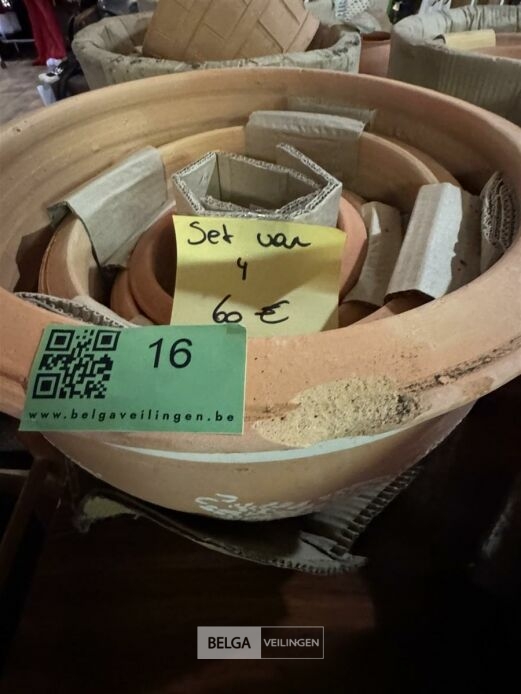 Set van
4
60 €
16
www.belgaveilingen.be
BELGA VEILINGEN